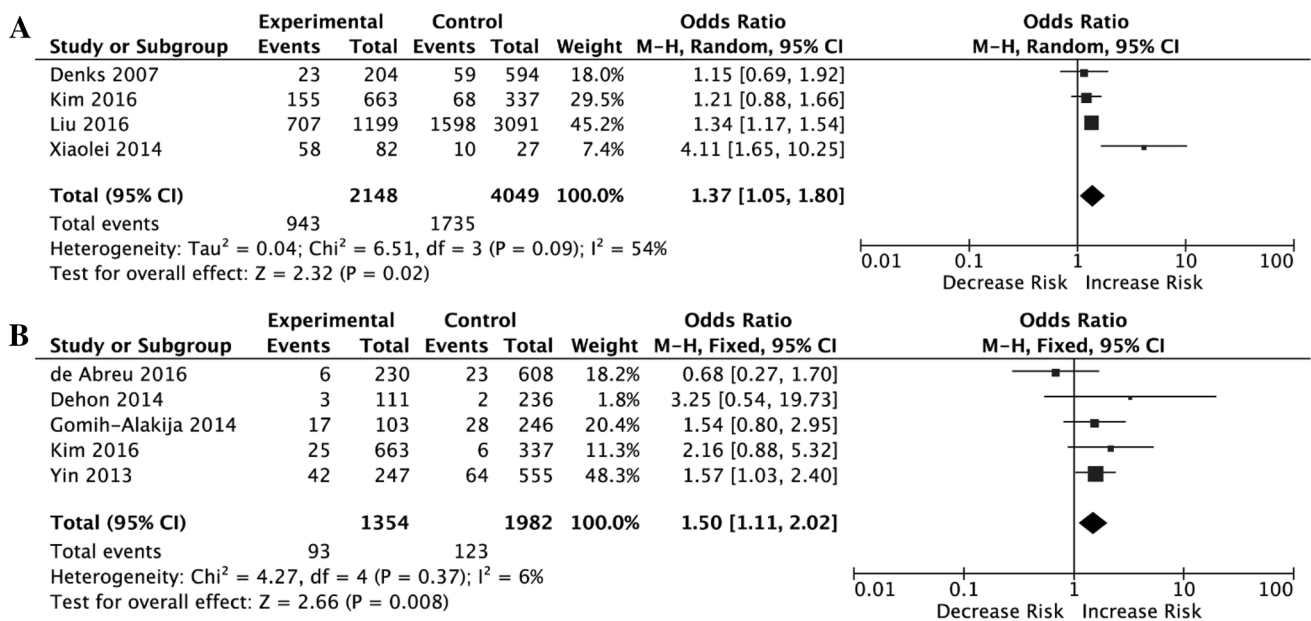 A
Experimental Control Odds Ratio Odds Ratio
Study or Subgroup Events Total Events Total Weight M-H, Random, 95% CI M-H, Random, 95% CI
Denks 2007 23 204 59 594 18.0% 1.15 [0.69, 1.92]
Kim 2016 155 663 68 337 29.5% 1.21 [0.88, 1.66]
Liu 2016 707 1199 1598 3091 45.2% 1.34 [1.17, 1.54]
Xiaolei 2014 58 82 10 27 7.4% 4.11 [1.65, 10.25]
Total (95% CI) 2148 4049 100.0% 1.37 [1.05, 1.80]
Total events 943 1735
Heterogeneity: Tau² = 0.04; Chi² = 6.51, df = 3 (P = 0.09); I² = 54%
Test for overall effect: Z = 2.32 (P = 0.02)
0.01 0.1 1 10 100
Decrease Risk Increase Risk
B
Experimental Control Odds Ratio Odds Ratio
Study or Subgroup Events Total Events Total Weight M-H, Fixed, 95% CI M-H, Fixed, 95% CI
de Abreu 2016 6 230 23 608 18.2% 0.68 [0.27, 1.70]
Dehon 2014 3 111 2 236 1.8% 3.25 [0.54, 19.73]
Gomih-Alakija 2014 17 103 28 246 20.4% 1.54 [0.80, 2.95]
Kim 2016 25 663 6 337 11.3% 2.16 [0.88, 5.32]
Yin 2013 42 247 64 555 48.3% 1.57 [1.03, 2.40]
Total (95% CI) 1354 1982 100.0% 1.50 [1.11, 2.02]
Total events 93 123
Heterogeneity: Chi² = 4.27, df = 4 (P = 0.37); I² = 6%
Test for overall effect: Z = 2.66 (P = 0.008)
0.01 0.1 1 10 100
Decrease Risk Increase Risk